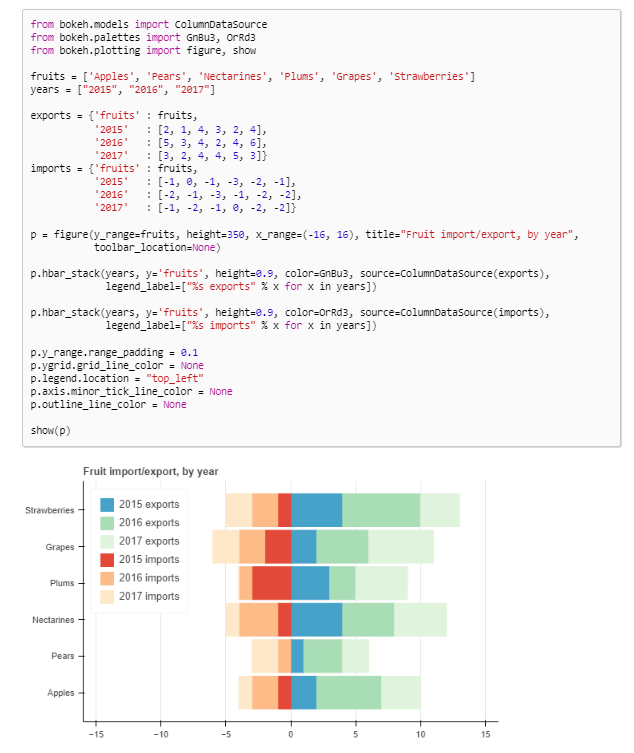 from bokeh.models import ColumnDataSource
from bokeh.palettes import GnBu3, OrRd3
from bokeh.plotting import figure, show

fruits = ['Apples', 'Pears', 'Nectarines', 'Plums', 'Grapes', 'Strawberries']
years = ["2015", "2016", "2017"]

exports = {'fruits' : fruits,
           '2015'   : [2, 1, 4, 3, 2, 4],
           '2016'   : [5, 3, 4, 2, 4, 6],
           '2017'   : [3, 2, 4, 4, 5, 3]}
imports = {'fruits' : fruits,
           '2015'   : [-1, 0, -1, -3, -2, -1],
           '2016'   : [-2, -1, -3, -1, -2, -2],
           '2017'   : [-1, -2, -1, 0, -2, -2]}

p = figure(y_range=fruits, height=350, x_range=(-16, 16), title="Fruit import/export, by year",
           toolbar_location=None)

p.hbar_stack(years, y='fruits', height=0.9, color=GnBu3, source=ColumnDataSource(exports),
             legend_label=["%s exports" % x for x in years])

p.hbar_stack(years, y='fruits', height=0.9, color=OrRd3, source=ColumnDataSource(imports),
             legend_label=["%s imports" % x for x in years])

p.y_range.range_padding = 0.1
p.ygrid.grid_line_color = None
p.legend.location = "top_left"
p.axis.minor_tick_line_color = None
p.outline_line_color = None

show(p)

Fruit import/export, by year
2015 exports
2016 exports
2017 exports
2015 imports
2016 imports
2017 imports
Strawberries
Grapes
Plums
Nectarines
Pears
Apples
−15 −10 −5 0 5 10 15